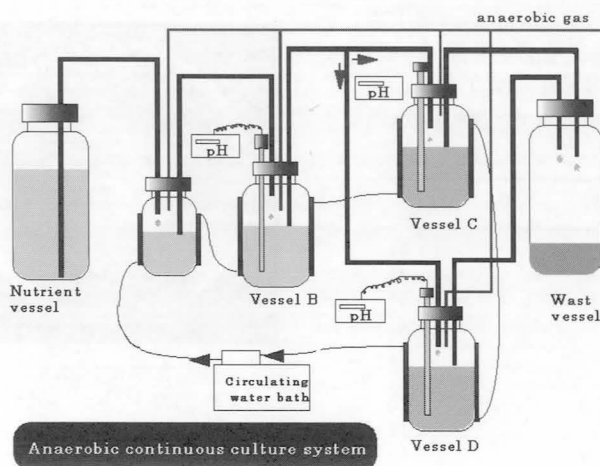 anaerobic gas
pH
pH
Vessel C
Nutrient
vessel
Vessel B
Wast
vessel
pH
Circulating
water bath
Vessel D
Anaerobic continuous culture system